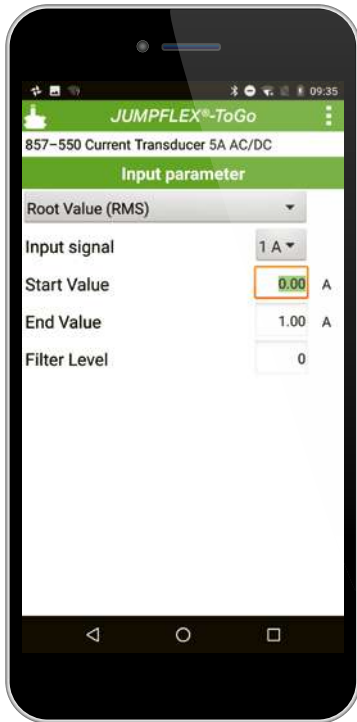 09:35
JUMPFLEX®-ToGo
857-550 Current Transducer 5A AC/DC
Input parameter
Root Value (RMS)
Input signal 1 A
Start Value 0.00 A
End Value 1.00 A
Filter Level 0